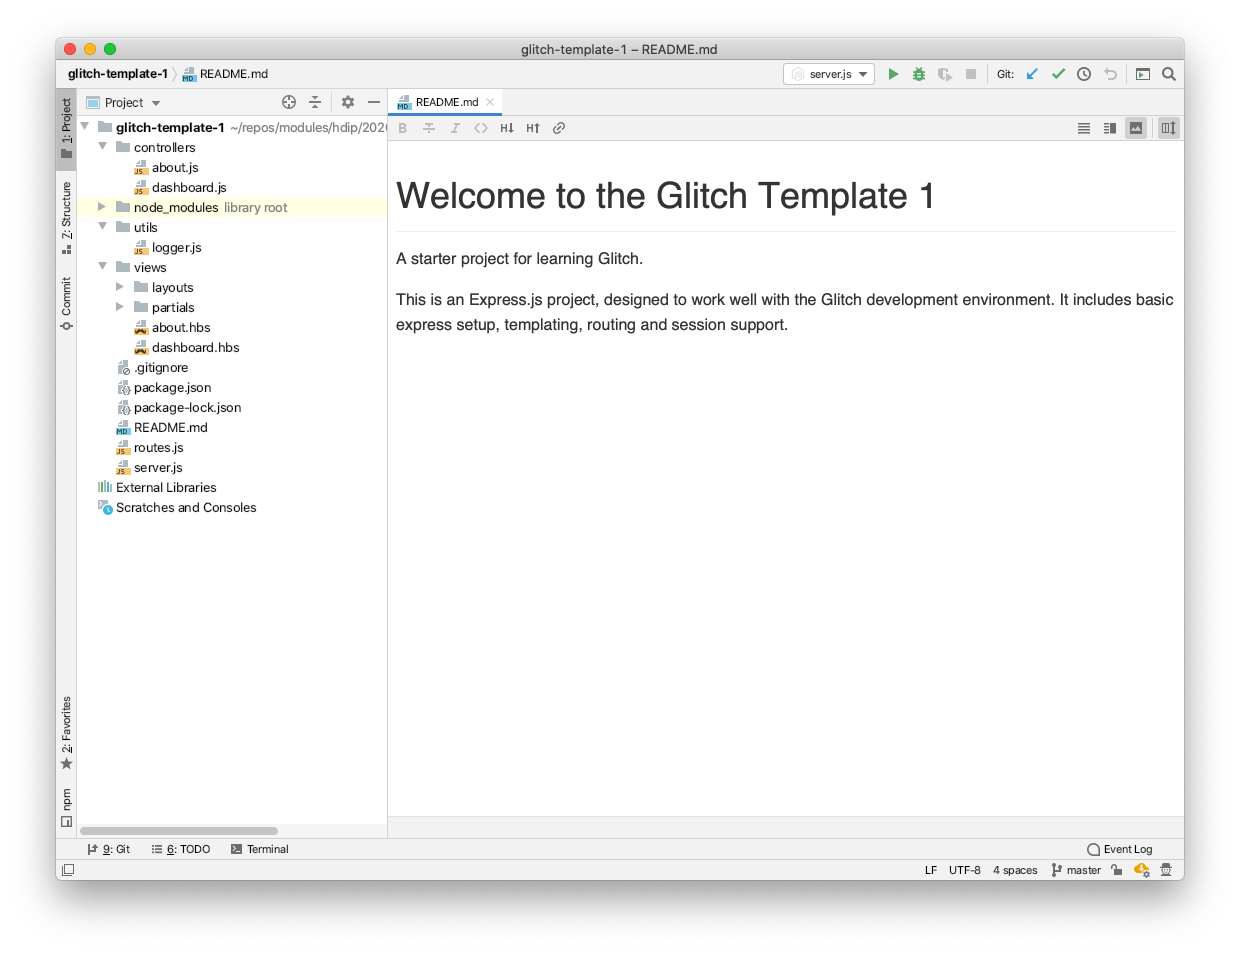 glitch-template-1 – README.md
glitch-template-1 README.md
server.js
Git:
1: Project
Z: Structure
Commit
2: Favorites
npm
Project
glitch-template-1 ~/repos/modules/hdip/202
controllers
about.js
dashboard.js
node_modules library root
utils
logger.js
views
layouts
partials
about.hbs
dashboard.hbs
.gitignore
package.json
package-lock.json
README.md
routes.js
server.js
External Libraries
Scratches and Consoles
README.md
B I <> H↓ H↑
Welcome to the Glitch Template 1
A starter project for learning Glitch.
This is an Express.js project, designed to work well with the Glitch development environment. It includes basic
express setup, templating, routing and session support.
9: Git 6: TODO Terminal Event Log
LF UTF-8 4 spaces master